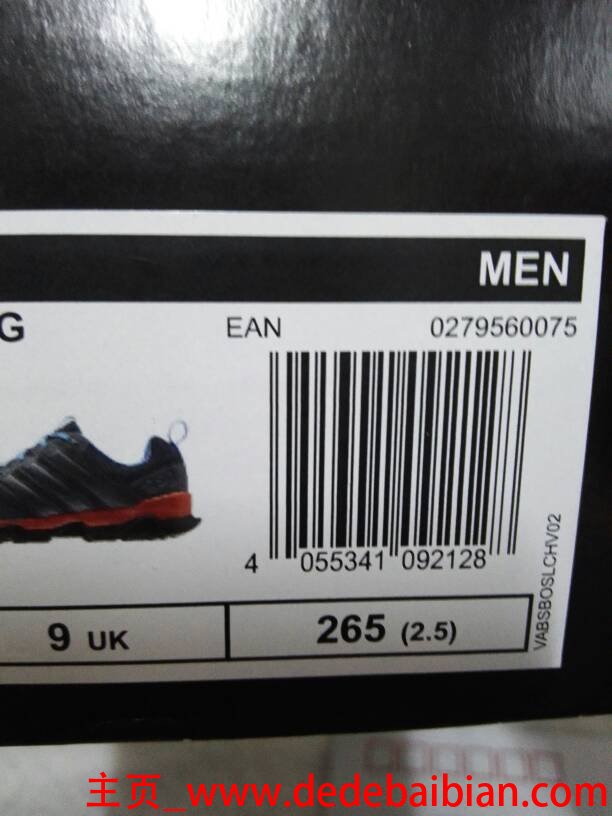 MEN
G
EAN 0279560075
4 055341 092128
VABSBOSLCHV02
9 UK 265 (2.5)
主页_www.dedebaibian.com